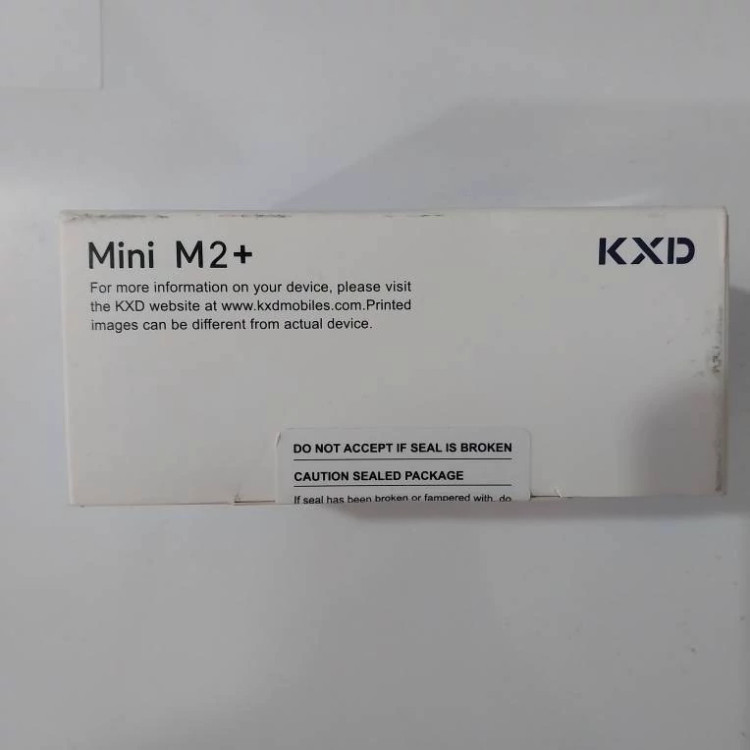 Mini M2+
KXD
For more information on your device, please visit
the KXD website at www.kxdmobiles.com.Printed
images can be different from actual device.
DO NOT ACCEPT IF SEAL IS BROKEN
CAUTION SEALED PACKAGE
If seal has been broken or fampered with, do